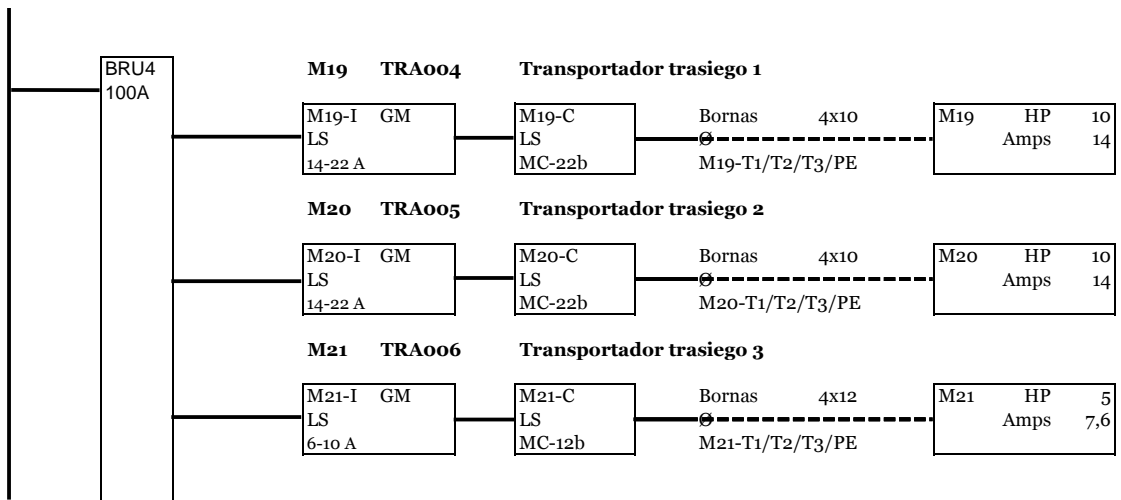 BRU4
100A
M19 TRA004 Transportador trasiego 1
M19-I GM
LS
14-22 A
M19-C
LS
MC-22b
Bornas 4x10
Ø
M19-T1/T2/T3/PE
M19 HP 10
Amps 14
M20 TRA005 Transportador trasiego 2
M20-I GM
LS
14-22 A
M20-C
LS
MC-22b
Bornas 4x10
Ø
M20-T1/T2/T3/PE
M20 HP 10
Amps 14
M21 TRA006 Transportador trasiego 3
M21-I GM
LS
6-10 A
M21-C
LS
MC-12b
Bornas 4x12
Ø
M21-T1/T2/T3/PE
M21 HP 5
Amps 7,6